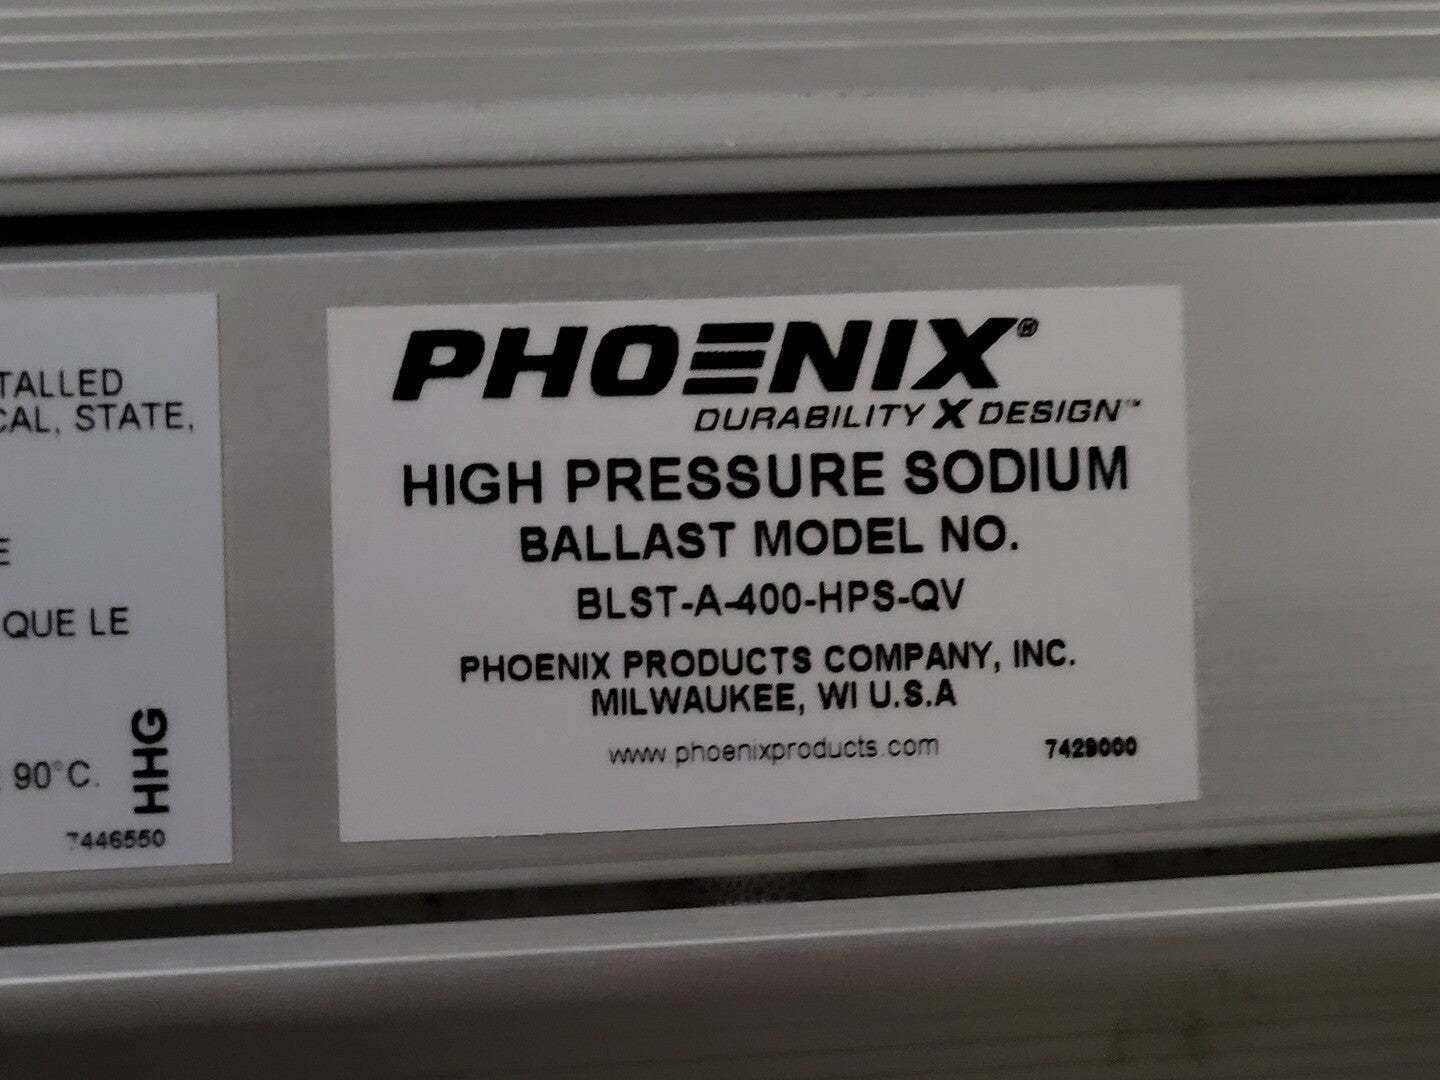 TALLED
CAL, STATE,
E
QUE LE
90°C.
HHG
7446550
PHOENIX®
DURABILITY X DESIGN™
HIGH PRESSURE SODIUM
BALLAST MODEL NO.
BLST-A-400-HPS-QV
PHOENIX PRODUCTS COMPANY, INC.
MILWAUKEE, WI U.S.A
www.phoenixproducts.com
7429000